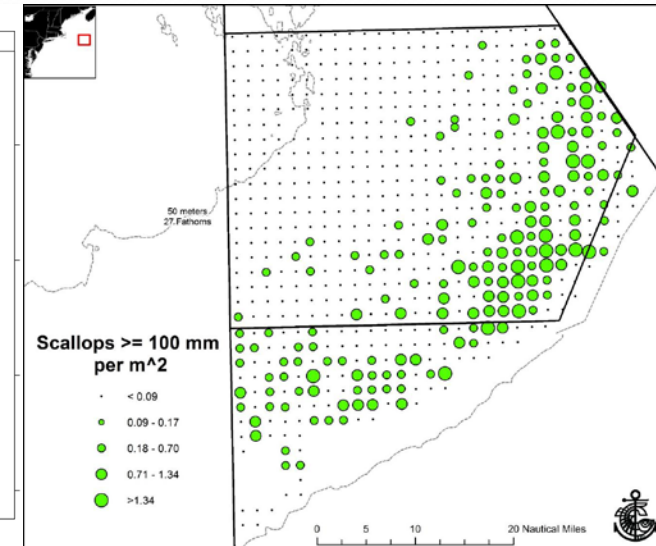 50 meters
27 Fathoms
Scallops >= 100 mm
per m^2
< 0.09
0.09 - 0.17
0.18 - 0.70
0.71 - 1.34
>1.34
0 5 10 20 Nautical Miles